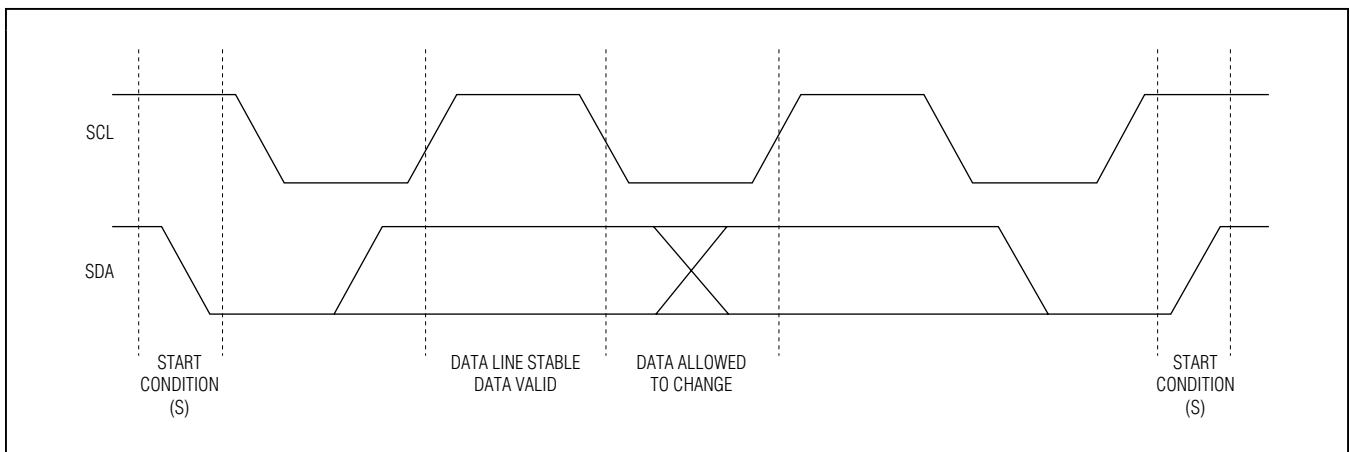 SCL
SDA
START
CONDITION
(S)
DATA LINE STABLE
DATA VALID
DATA ALLOWED
TO CHANGE
START
CONDITION
(S)